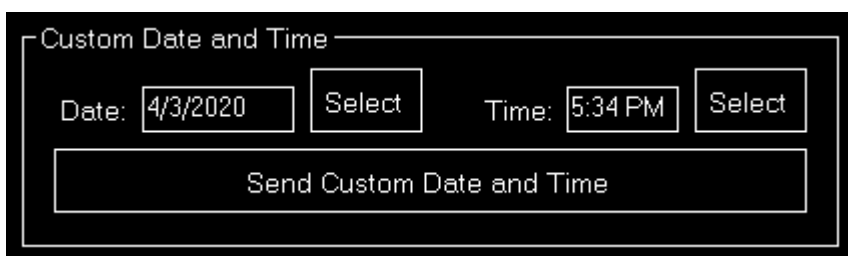 Custom Date and Time
Date: 4/3/2020 Select Time: 5:34 PM Select
Send Custom Date and Time